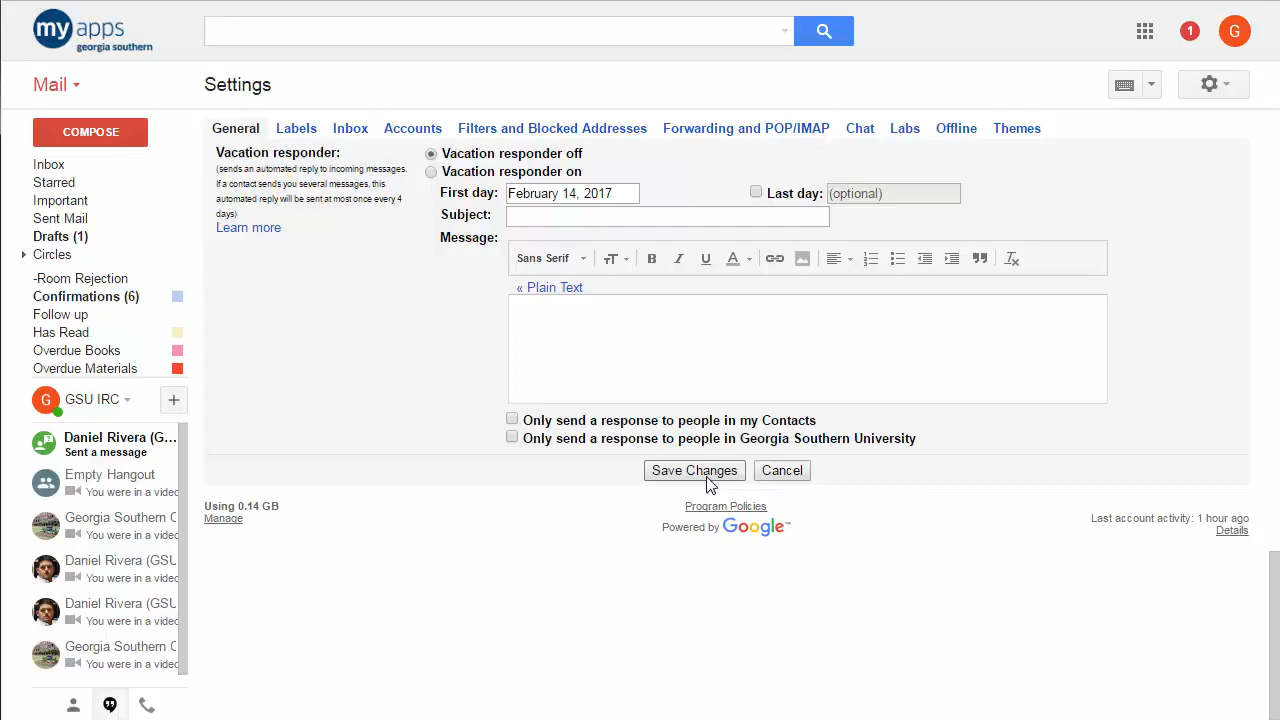 my apps
georgia southern
1
G
Mail
Settings
COMPOSE
General Labels Inbox Accounts Filters and Blocked Addresses Forwarding and POP/IMAP Chat Labs Offline Themes
Inbox
Starred
Important
Sent Mail
Drafts (1)
Circles
-Room Rejection
Confirmations (6)
Follow up
Has Read
Overdue Books
Overdue Materials
G GSU IRC +
Daniel Rivera (G...
Sent a message
Empty Hangout
You were in a video
Georgia Southern C
You were in a video
Daniel Rivera (GSU
You were in a video
Daniel Rivera (GSU
You were in a video
Georgia Southern C
You were in a video
Vacation responder:
(sends an automated reply to incoming messages.
If a contact sends you several messages, this
automated reply will be sent at most once every 4
days)
Learn more
Vacation responder off
Vacation responder on
First day: February 14, 2017 Last day: (optional)
Subject:
Message:
Sans Serif
« Plain Text
Only send a response to people in my Contacts
Only send a response to people in Georgia Southern University
Save Changes Cancel
Using 0.14 GB
Manage
Program Policies
Powered by Google™
Last account activity: 1 hour ago
Details